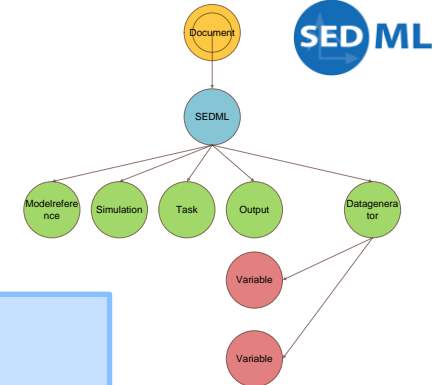 Document
SED ML
SEDML
Modelrefere
nce
Simulation
Task
Output
Datagenera
tor
Variable
Variable